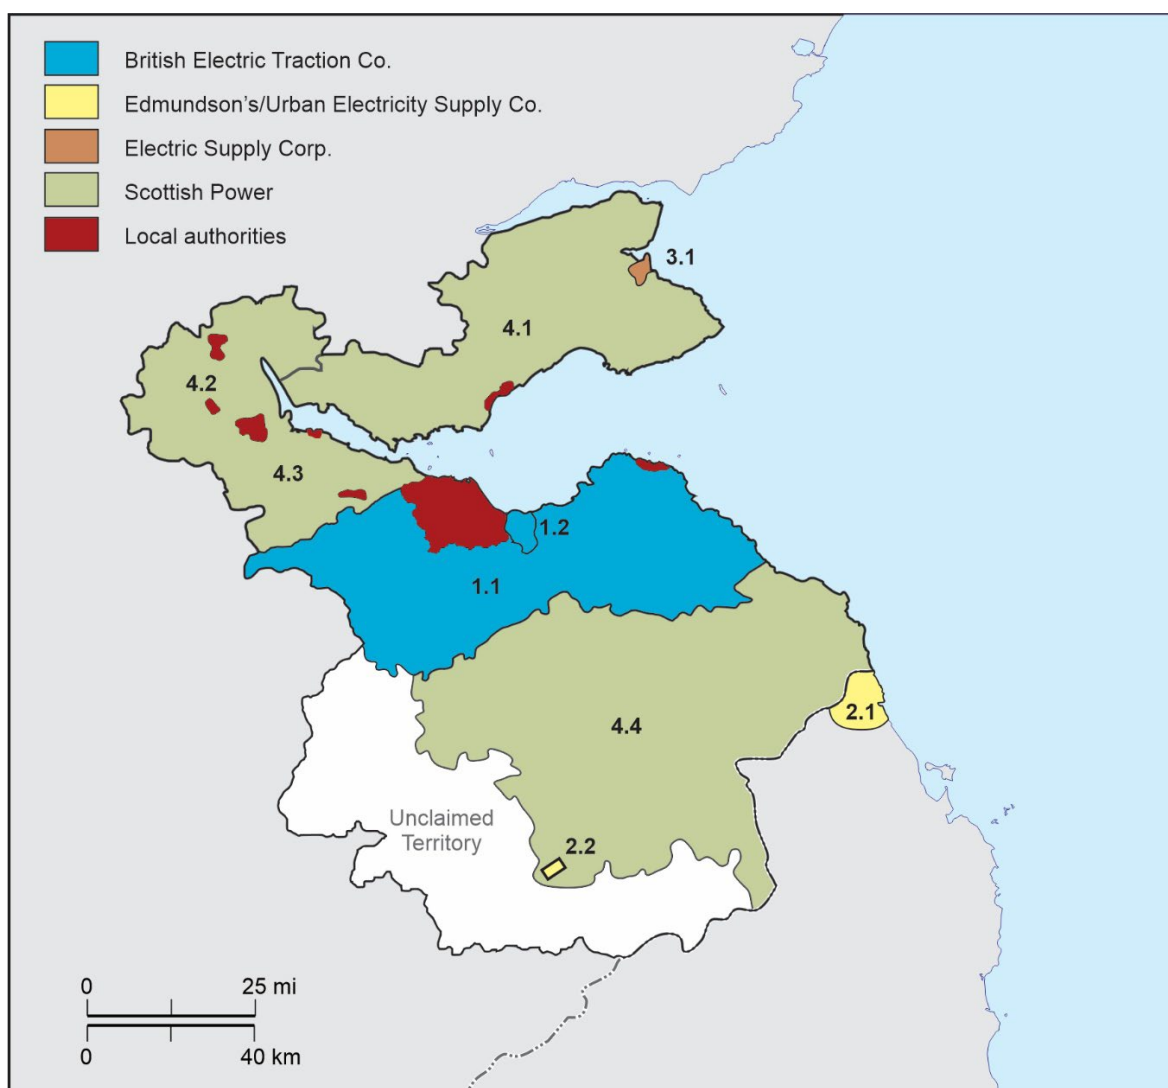 British Electric Traction Co.
Edmundson's/Urban Electricity Supply Co.
Electric Supply Corp.
Scottish Power
Local authorities
3.1
4.1
4.2
4.3
1.2
1.1
2.1
4.4
Unclaimed
Territory
2.2
0 25 mi
0 40 km